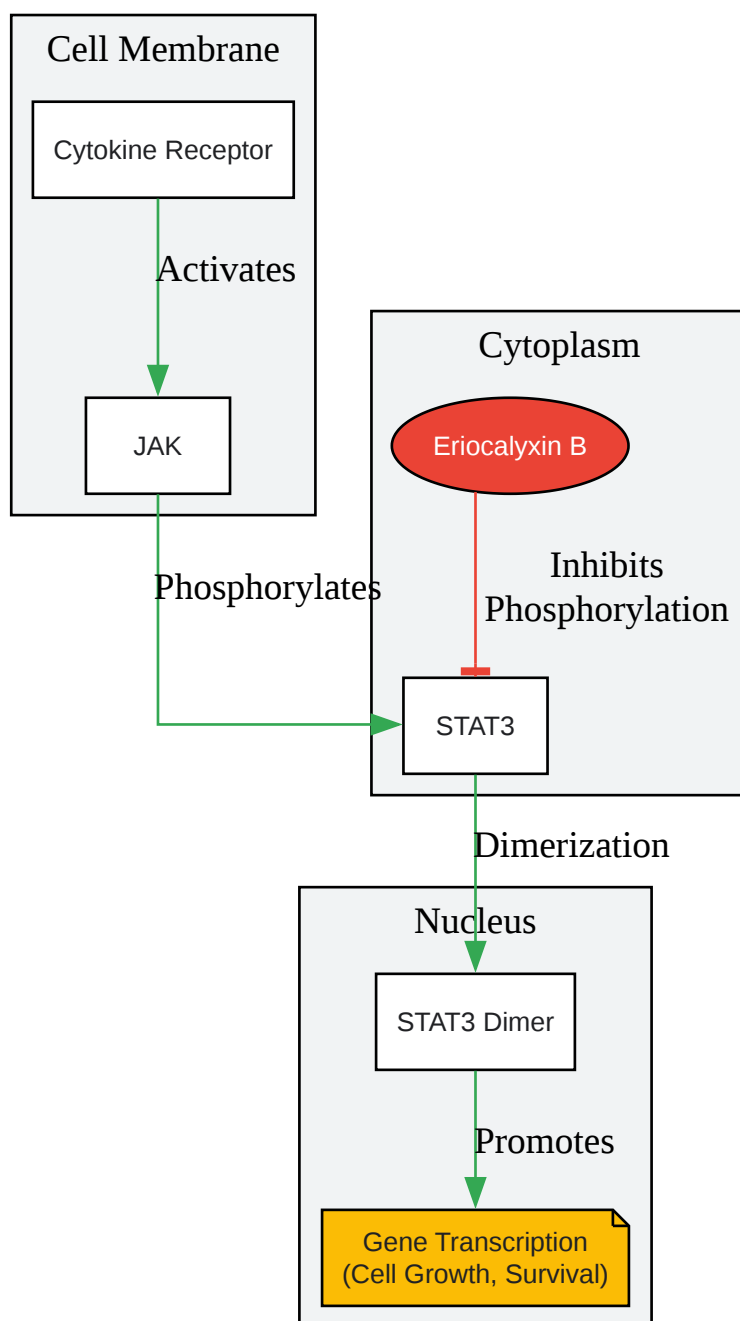 Cell Membrane
Cytokine Receptor
Activates
JAK
Phosphorylates
Cytoplasm
Eriocalyxin B
Inhibits
Phosphorylation
STAT3
Dimerization
Nucleus
STAT3 Dimer
Promotes
Gene Transcription
(Cell Growth, Survival)